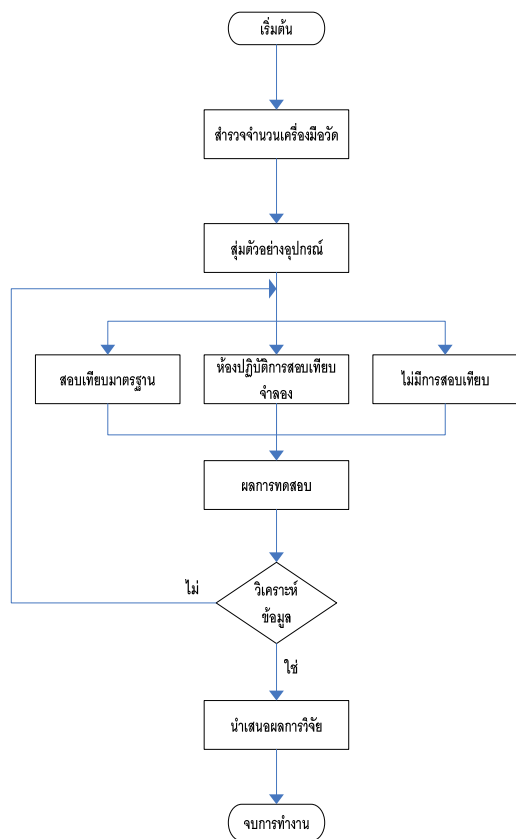 เริ่มต้น
สำรวจจำนวนเครื่องมือวัด
สุ่มตัวอย่างอุปกรณ์
สอบเทียบมาตรฐาน
ห้องปฏิบัติการสอบเทียบ
จำลอง
ไม่มีการสอบเทียบ
ผลการทดสอบ
ไม่
วิเคราะห์
ข้อมูล
ใช่
นำเสนอผลการวิจัย
จบการทำงาน